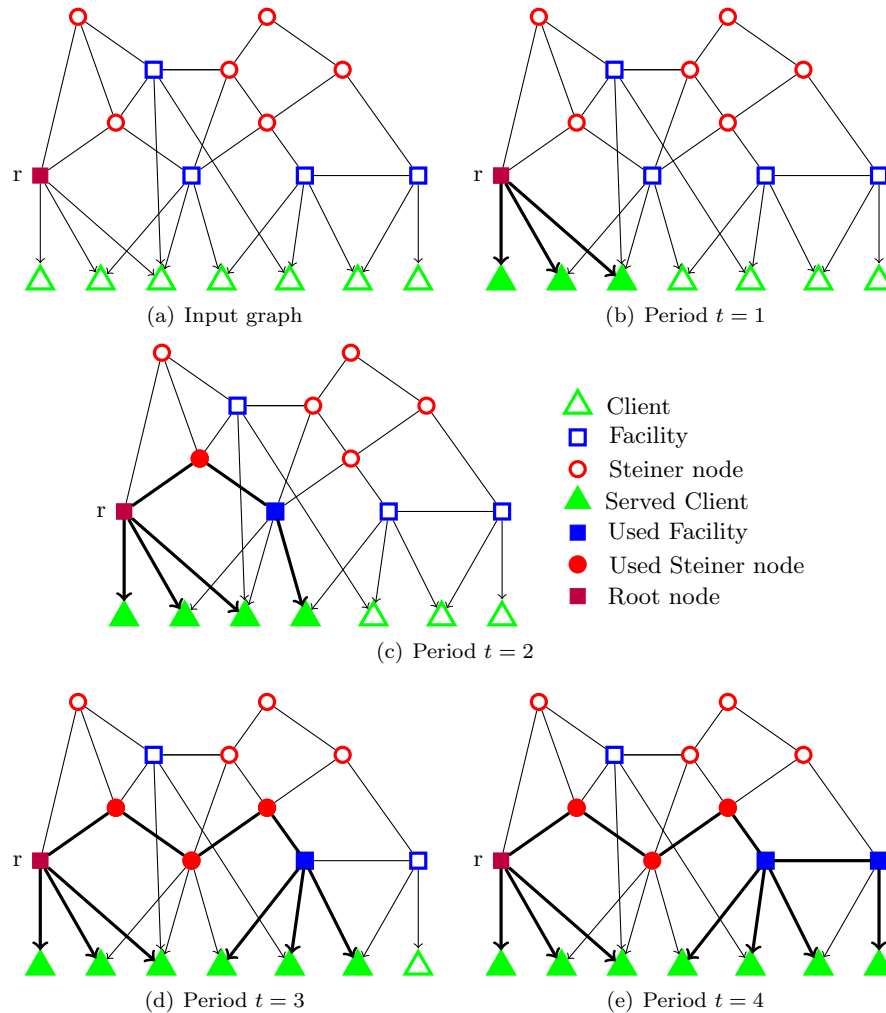 r
r
(a) Input graph
(b) Period t = 1
r
Client
Facility
Steiner node
Served Client
Used Facility
Used Steiner node
Root node
(c) Period t = 2
r
r
(d) Period t = 3
(e) Period t = 4